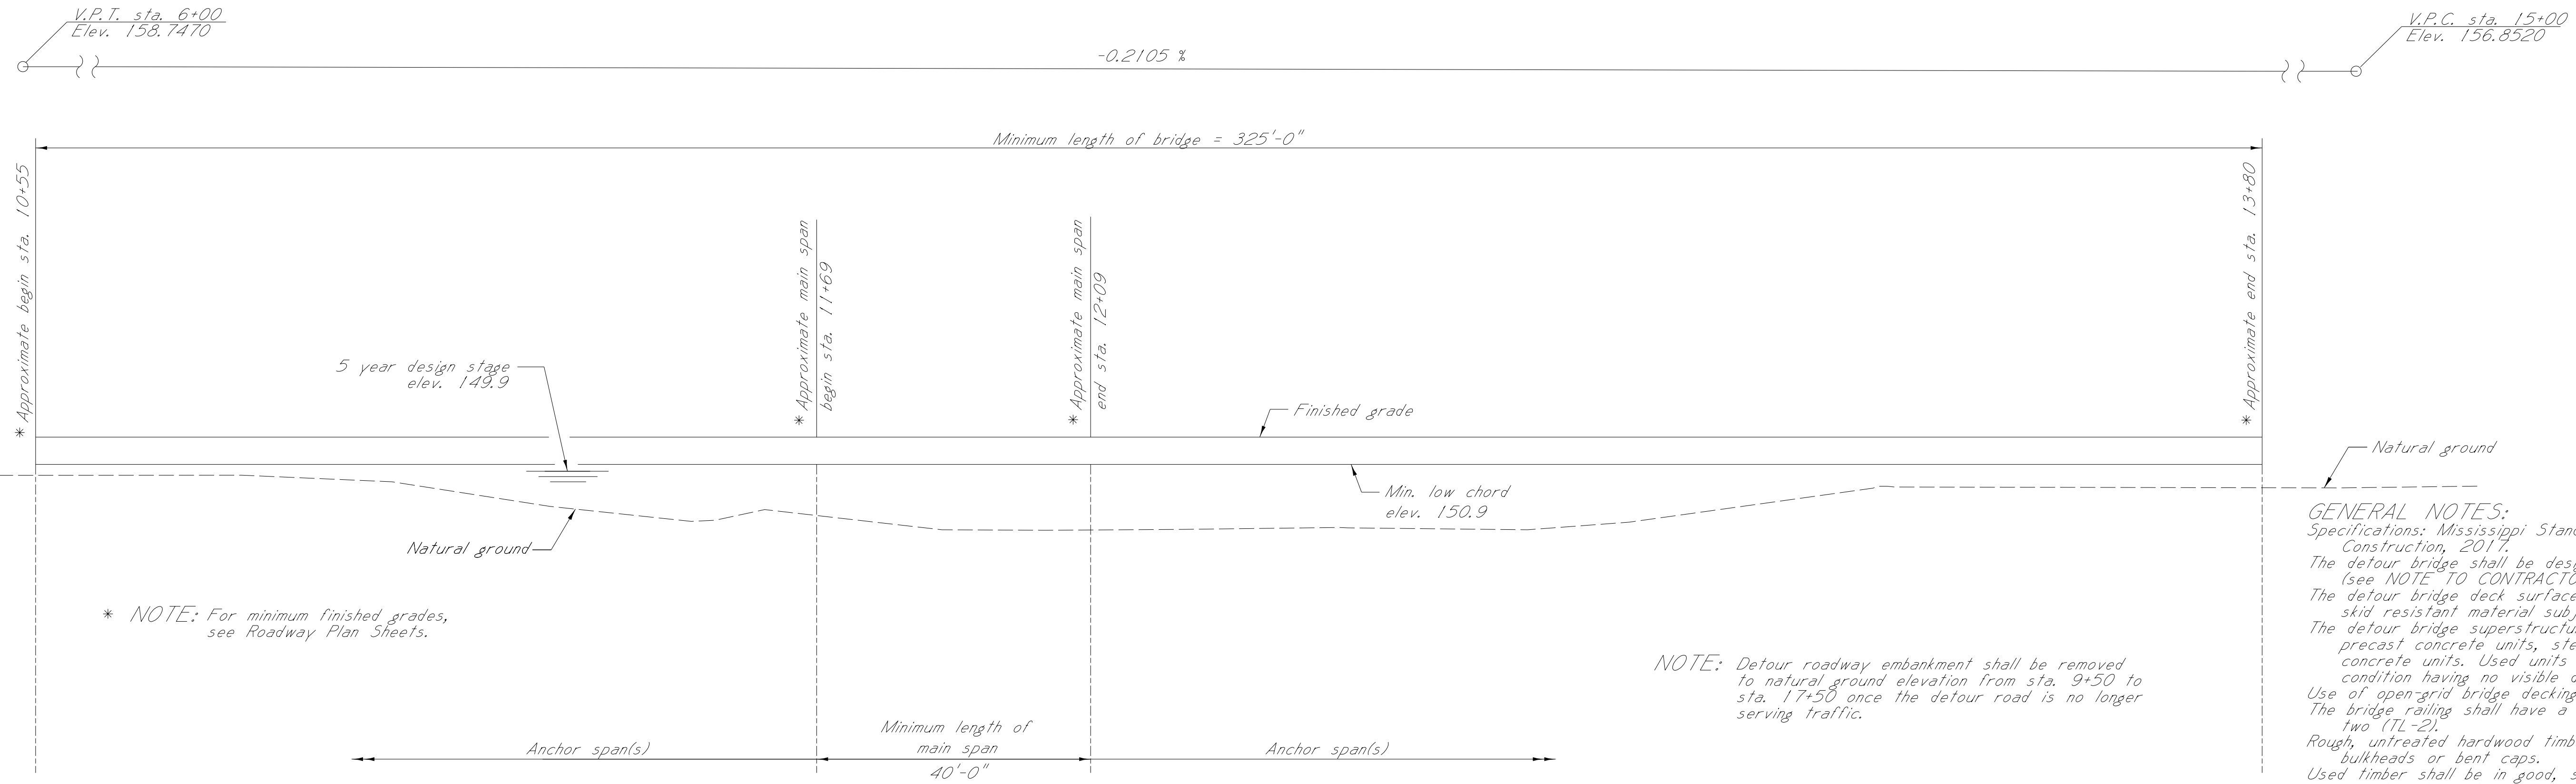 V.P.T. sta. 6+00
Elev. 158.7470
V.P.C. sta. 15+00
Elev. 156.8520
-0.2105 %
Minimum length of bridge = 325'-0"
* Approximate begin sta. 10+55
* Approximate main span
begin sta. 11+69
* Approximate main span
end sta. 12+09
* Approximate end sta. 13+80
5 year design stage
elev. 149.9
Finished grade
Natural ground
Min. low chord
elev. 150.9
Natural ground
* NOTE: For minimum finished grades,
see Roadway Plan Sheets.
NOTE: Detour roadway embankment shall be removed
to natural ground elevation from sta. 9+50 to
sta. 17+50 once the detour road is no longer
serving traffic.
Anchor span(s)
Minimum length of
main span
40'-0"
Anchor span(s)
GENERAL NOTES:
Specifications: Mississippi Stan
Construction, 2017.
The detour bridge shall be desi
(see NOTE TO CONTRACTO
The detour bridge deck surface
skid resistant material sub
The detour bridge superstructu
precast concrete units, ste
concrete units. Used units
condition having no visible d
Use of open-grid bridge decking
The bridge railing shall have a
two (TL-2).
Rough, untreated hardwood timb
bulkheads or bent caps.
Used timber shall be in good, s